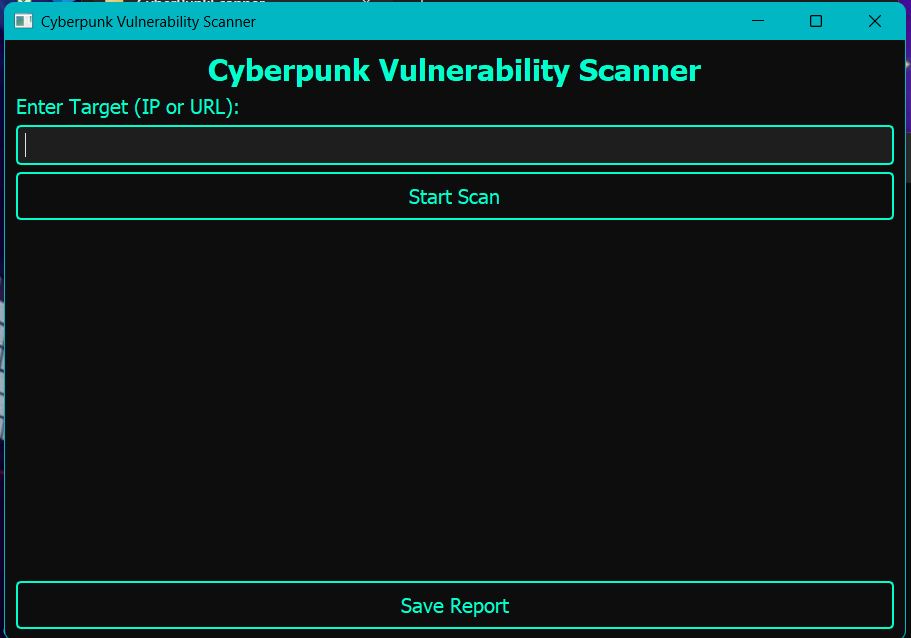 Cyberpunk Vulnerability Scanner
Cyberpunk Vulnerability Scanner
Enter Target (IP or URL):
Start Scan
Save Report